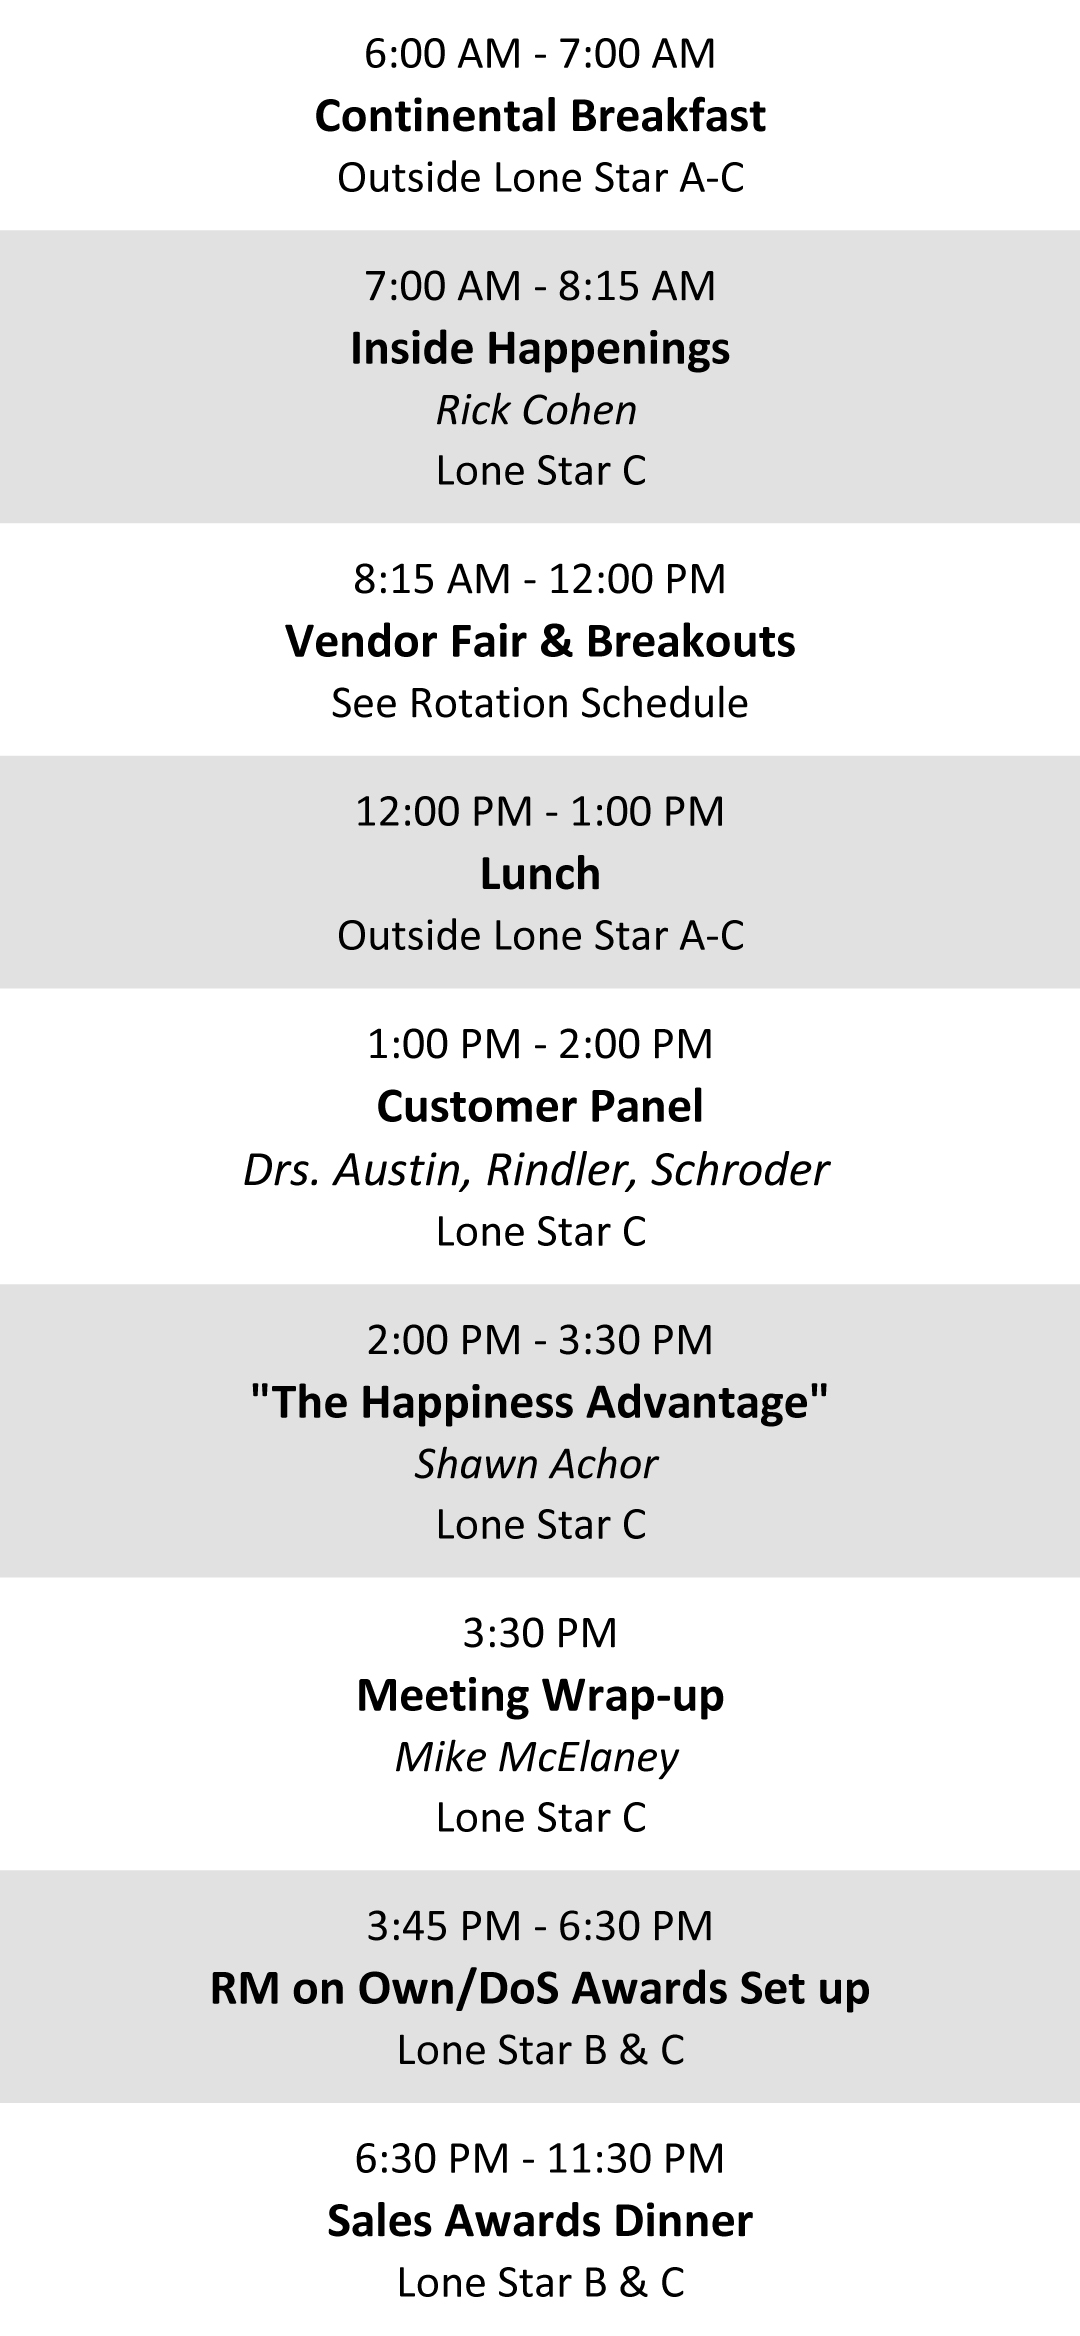 6:00 AM - 7:00 AM
Continental Breakfast
Outside Lone Star A-C
7:00 AM - 8:15 AM
Inside Happenings
Rick Cohen
Lone Star C
8:15 AM - 12:00 PM
Vendor Fair & Breakouts
See Rotation Schedule
12:00 PM - 1:00 PM
Lunch
Outside Lone Star A-C
1:00 PM - 2:00 PM
Customer Panel
Drs. Austin, Rindler, Schroder
Lone Star C
2:00 PM - 3:30 PM
"The Happiness Advantage"
Shawn Achor
Lone Star C
3:30 PM
Meeting Wrap-up
Mike McElaney
Lone Star C
3:45 PM - 6:30 PM
RM on Own/DoS Awards Set up
Lone Star B & C
6:30 PM - 11:30 PM
Sales Awards Dinner
Lone Star B & C